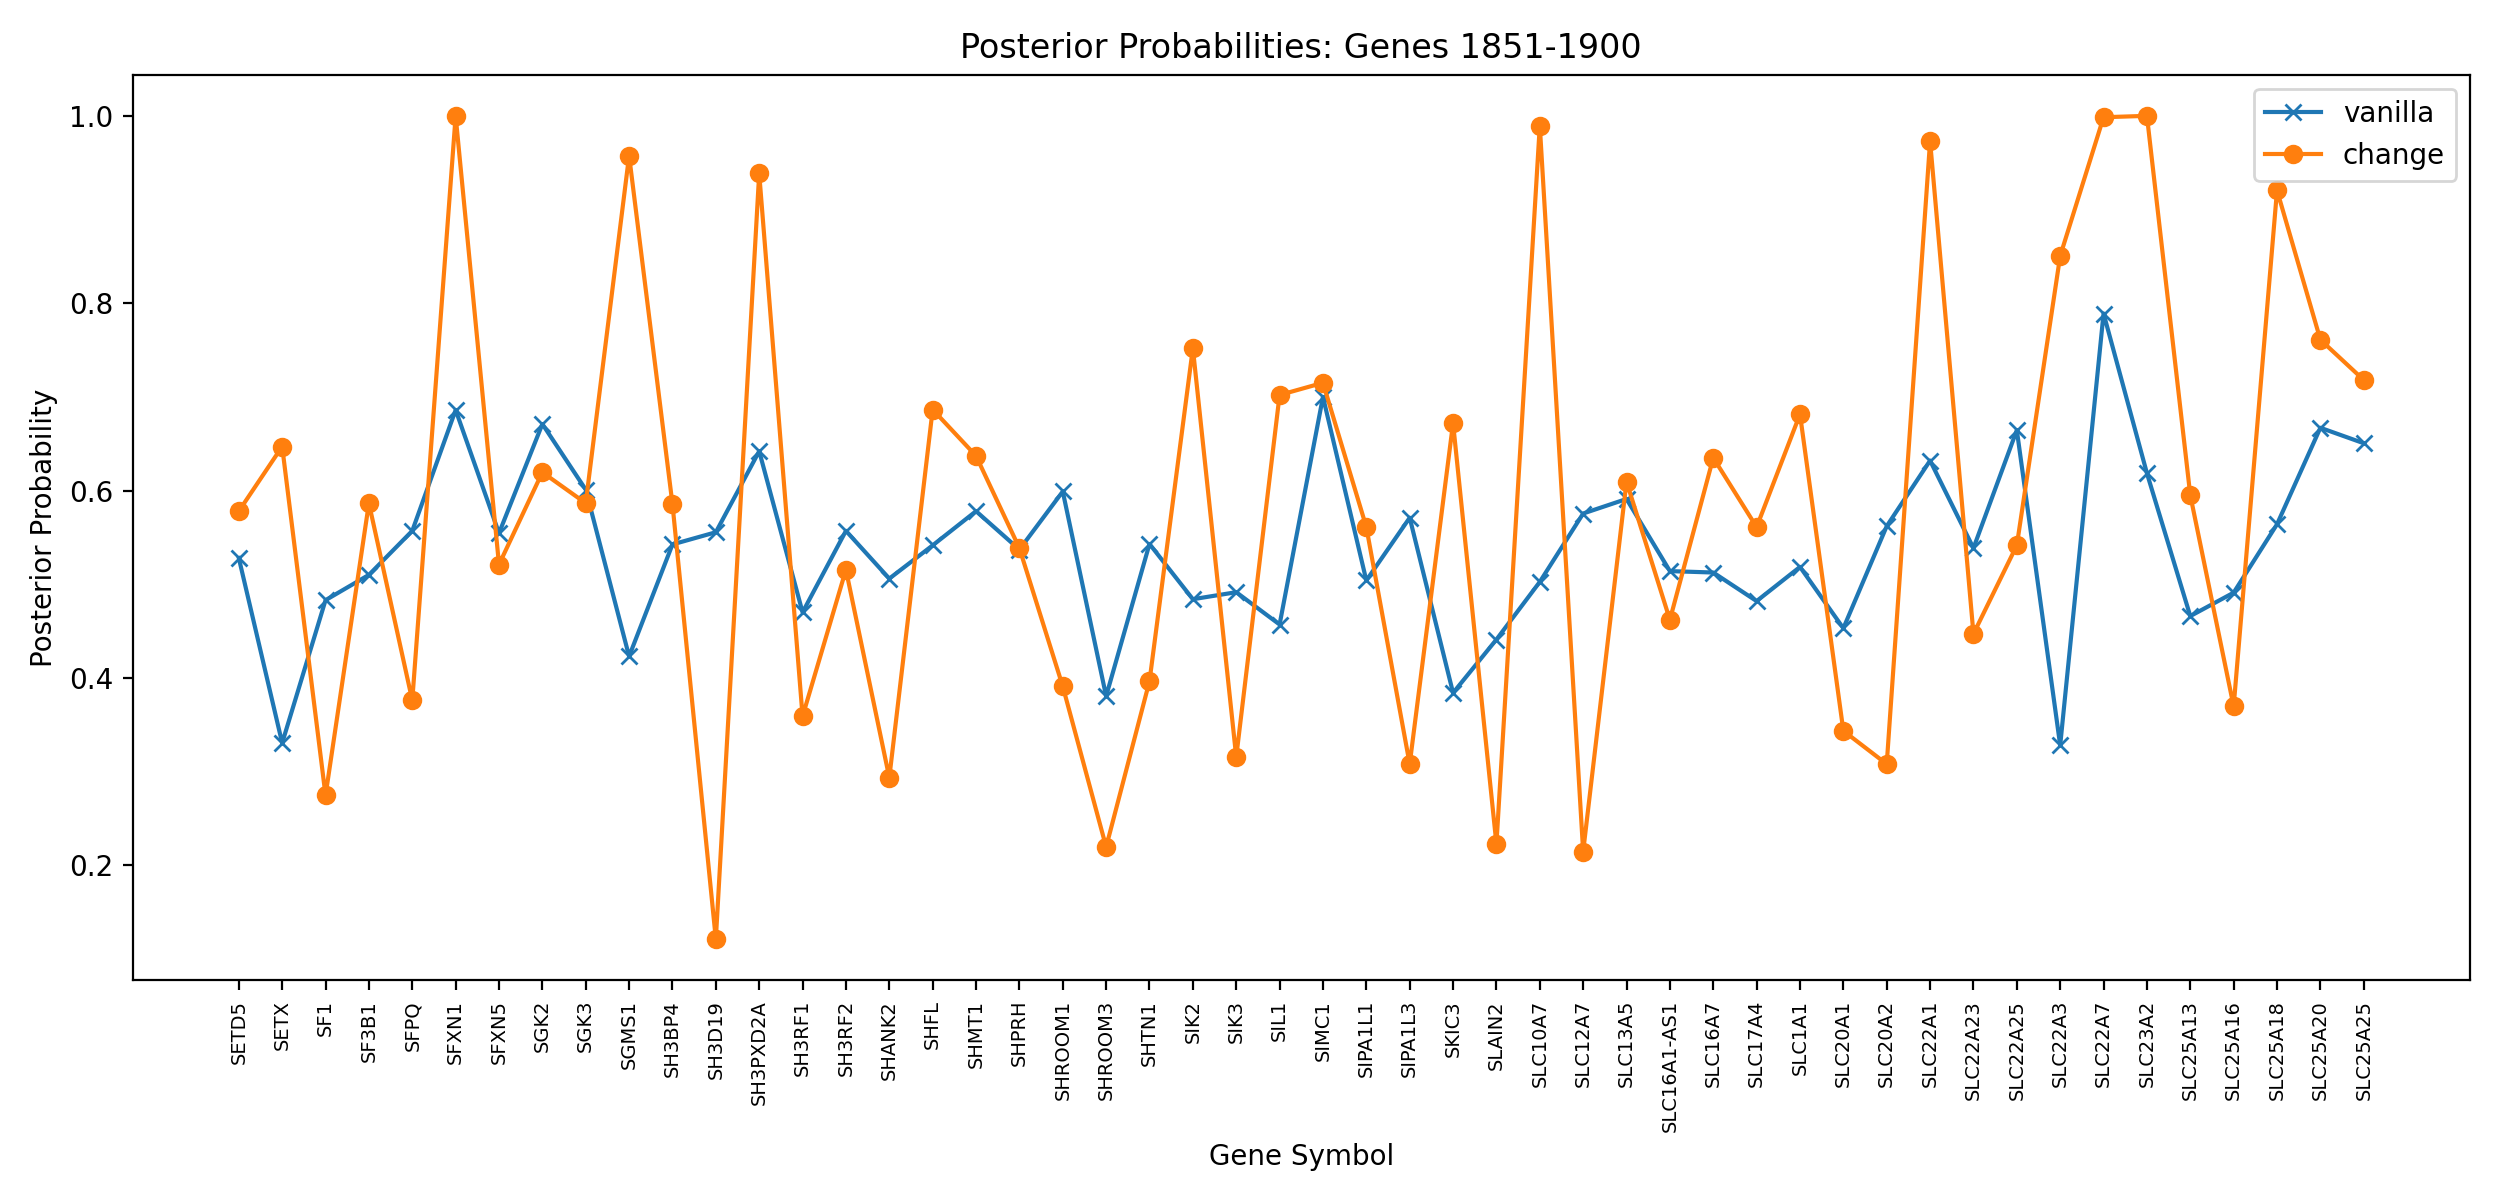 Posterior Probabilities: Genes 1851-1900
vanilla
change
Posterior Probability
1.0
0.8
0.6
0.4
0.2
SETD5
SETX
SF1
SF3B1
SFPQ
SFXN1
SFXN5
SGK2
SGK3
SGMS1
SH3BP4
SH3D19
SH3PXD2A
SH3RF1
SH3RF2
SHANK2
SHFL
SHMT1
SHPRH
SHROOM1
SHROOM3
SHTN1
SIK2
SIK3
SIL1
SIMC1
SIPA1L1
SIPA1L3
SKIC3
SLAIN2
SLC10A7
SLC12A7
SLC13A5
SLC16A1-AS1
SLC16A7
SLC17A4
SLC1A1
SLC20A1
SLC20A2
SLC22A1
SLC22A23
SLC22A25
SLC22A3
SLC22A7
SLC23A2
SLC25A13
SLC25A16
SLC25A18
SLC25A20
SLC25A25
Gene Symbol